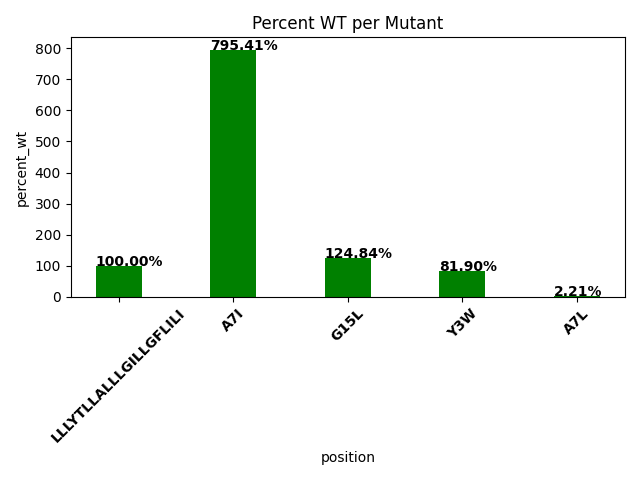 Percent WT per Mutant
percent_wt
800
700
600
500
400
300
200
100
0
100.00%
795.41%
124.84%
81.90%
2.21%
LLLYTLLALLLGILLGFLILI
A7I
G15L
Y3W
A7L
position